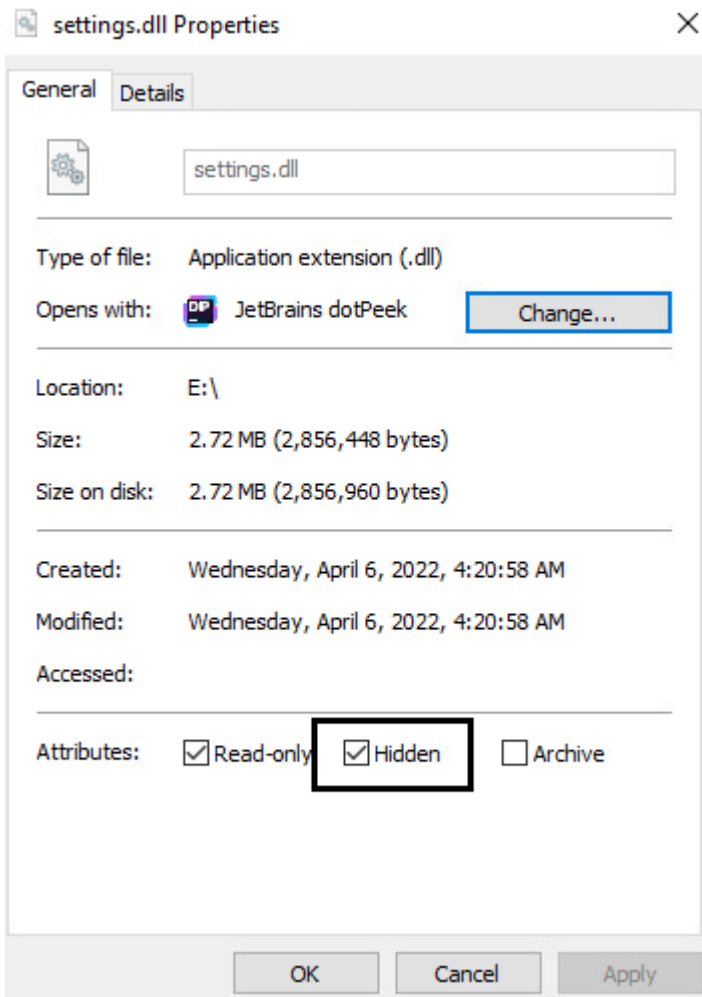 settings.dll Properties
General Details
settings.dll
Type of file: Application extension (.dll)
Opens with: DP JetBrains dotPeek Change...
Location: E:\
Size: 2.72 MB (2,856,448 bytes)
Size on disk: 2.72 MB (2,856,960 bytes)
Created: Wednesday, April 6, 2022, 4:20:58 AM
Modified: Wednesday, April 6, 2022, 4:20:58 AM
Accessed:
Attributes: Read-only Hidden Archive
OK Cancel Apply